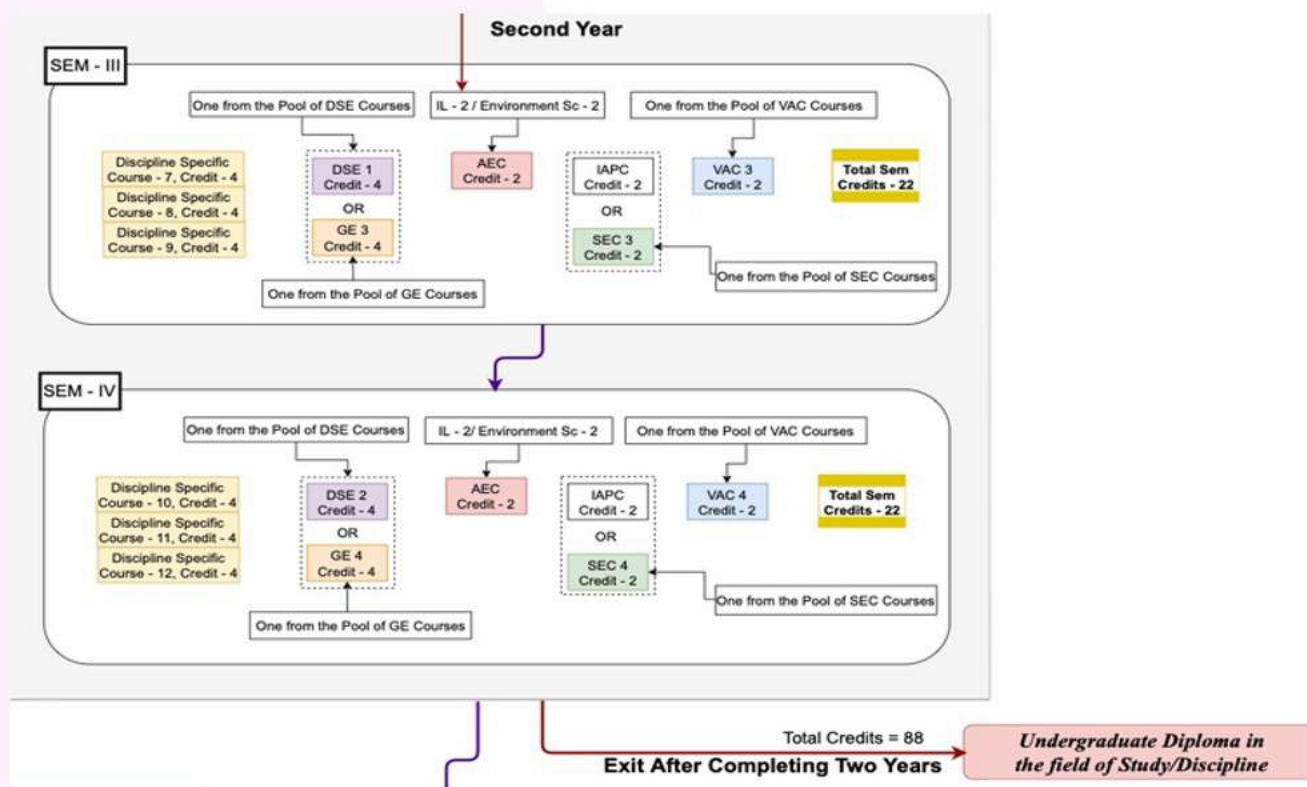 Second Year
SEM - III
One from the Pool of DSE Courses
IL - 2 / Environment Sc - 2
One from the Pool of VAC Courses
Discipline Specific
Course - 7, Credit - 4
Discipline Specific
Course - 8, Credit - 4
Discipline Specific
Course - 9, Credit - 4
DSE 1
Credit - 4
OR
GE 3
Credit - 4
One from the Pool of GE Courses
AEC
Credit - 2
IAPC
Credit - 2
OR
SEC 3
Credit - 2
One from the Pool of SEC Courses
VAC 3
Credit - 2
Total Sem
Credits - 22
SEM - IV
One from the Pool of DSE Courses
IL - 2/ Environment Sc - 2
One from the Pool of VAC Courses
Discipline Specific
Course - 10, Credit - 4
Discipline Specific
Course - 11, Credit - 4
Discipline Specific
Course - 12, Credit - 4
DSE 2
Credit - 4
OR
GE 4
Credit - 4
One from the Pool of GE Courses
AEC
Credit - 2
IAPC
Credit - 2
OR
SEC 4
Credit - 2
One from the Pool of SEC Courses
VAC 4
Credit - 2
Total Sem
Credits - 22
Total Credits = 88
Exit After Completing Two Years
Undergraduate Diploma in
the field of Study/Discipline